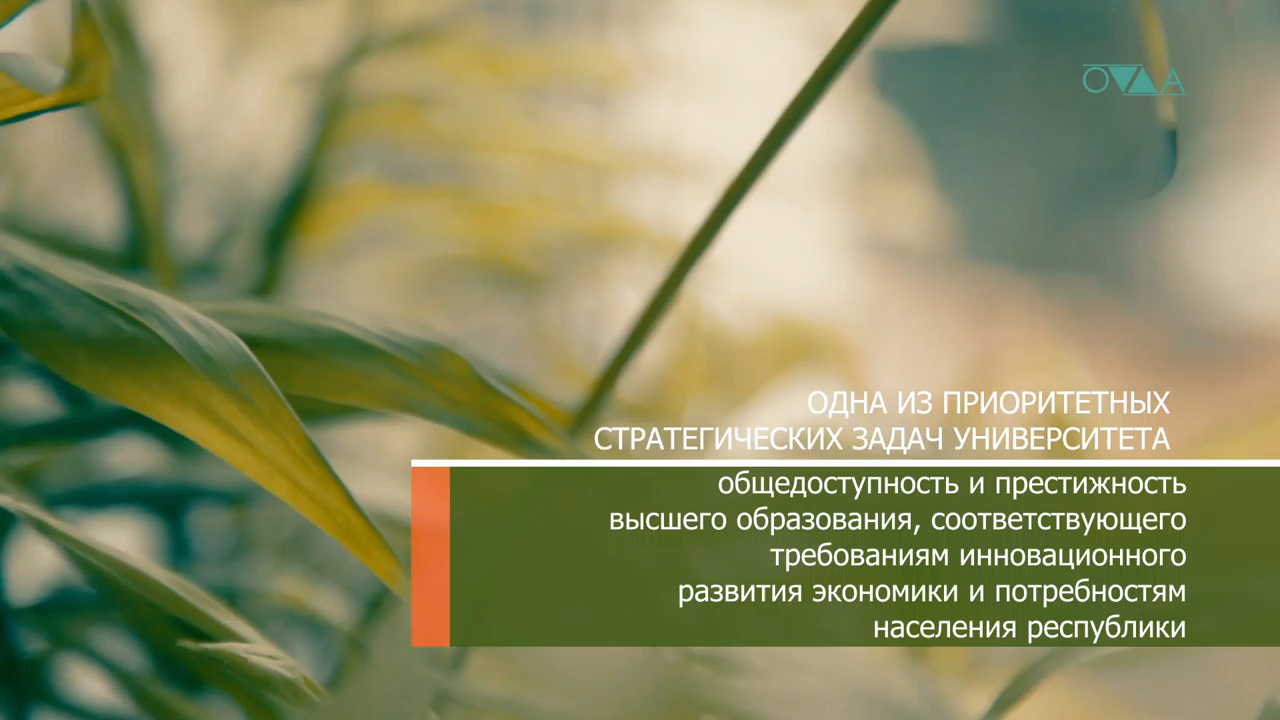 ОДНА ИЗ ПРИОРИТЕТНЫХ
СТРАТЕГИЧЕСКИХ ЗАДАЧ УНИВЕРСИТЕТА
общедоступность и престижность
высшего образования, соответствующего
требованиям инновационного
развития экономики и потребностям
населения республики